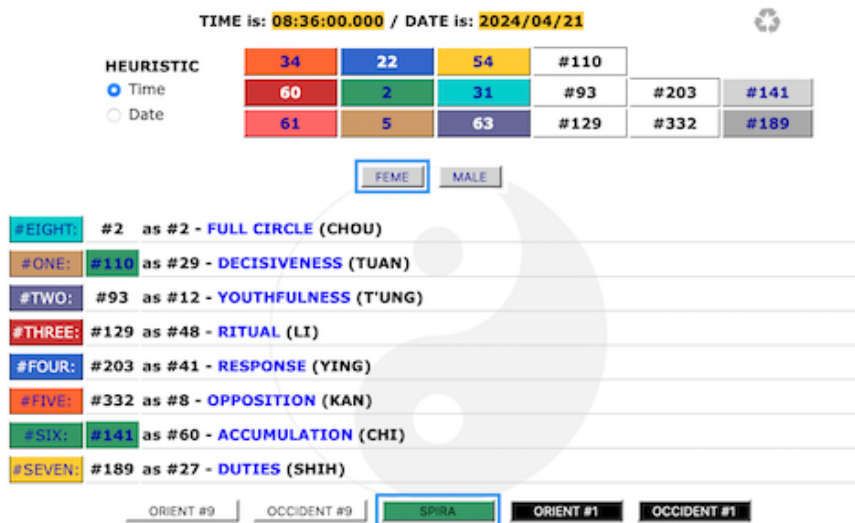 TIME is: 08:36:00.000 / DATE is: 2024/04/21
HEURISTIC
Time
Date
34 22 54 #110
60 2 31 #93 #203 #141
61 5 63 #129 #332 #189
FEME MALE
#EIGHT: #2 as #2 - FULL CIRCLE (CHOU)
#ONE: #110 as #29 - DECISIVENESS (TUAN)
#TWO: #93 as #12 - YOUTHFULNESS (T'UNG)
#THREE: #129 as #48 - RITUAL (LI)
#FOUR: #203 as #41 - RESPONSE (YING)
#FIVE: #332 as #8 - OPPOSITION (KAN)
#SIX: #141 as #60 - ACCUMULATION (CHI)
#SEVEN: #189 as #27 - DUTIES (SHIH)
ORIENT #9 OCCIDENT #9 SPIRA ORIENT #1 OCCIDENT #1